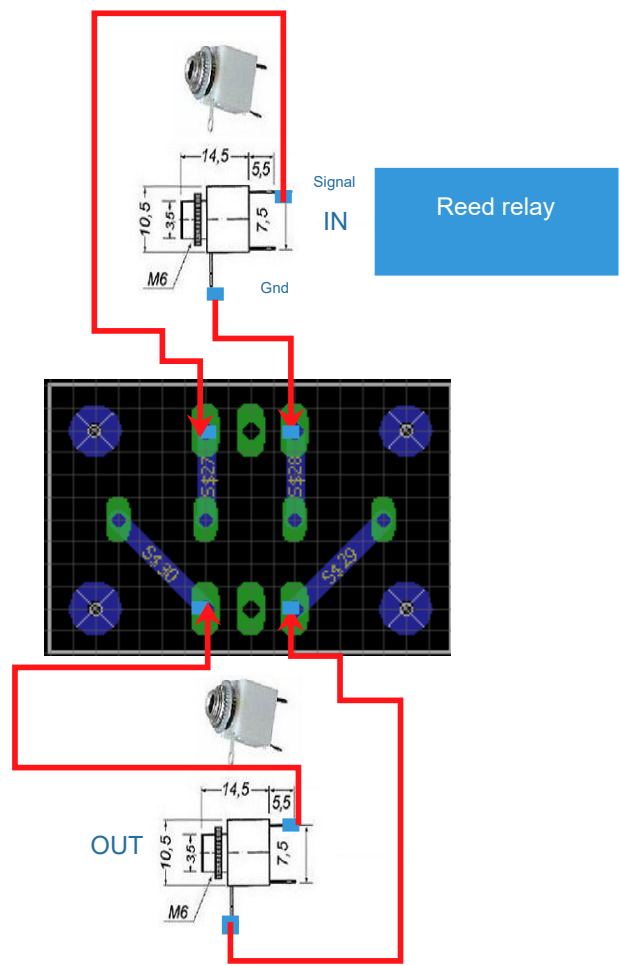 14,5
5,5
Signal
Reed relay
10,5
3,5
7,5
IN
M6
Gnd
S$27
S$28
S$30
S$29
14,5
5,5
OUT
10,5
3,5
7,5
M6